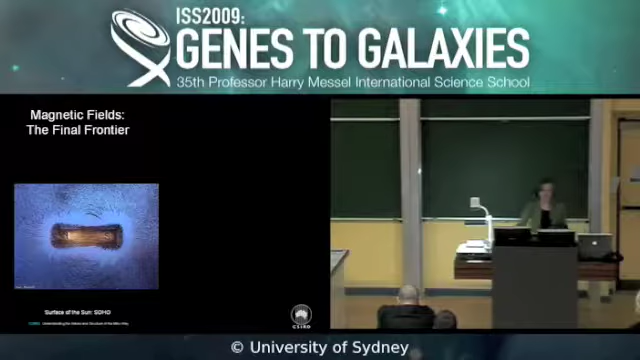 ISS2009:
GENES TO GALAXIES
35th Professor Harry Messel International Science School
Magnetic Fields:
The Final Frontier
Surface of the Sun: SOHO
CSIRO
© University of Sydney